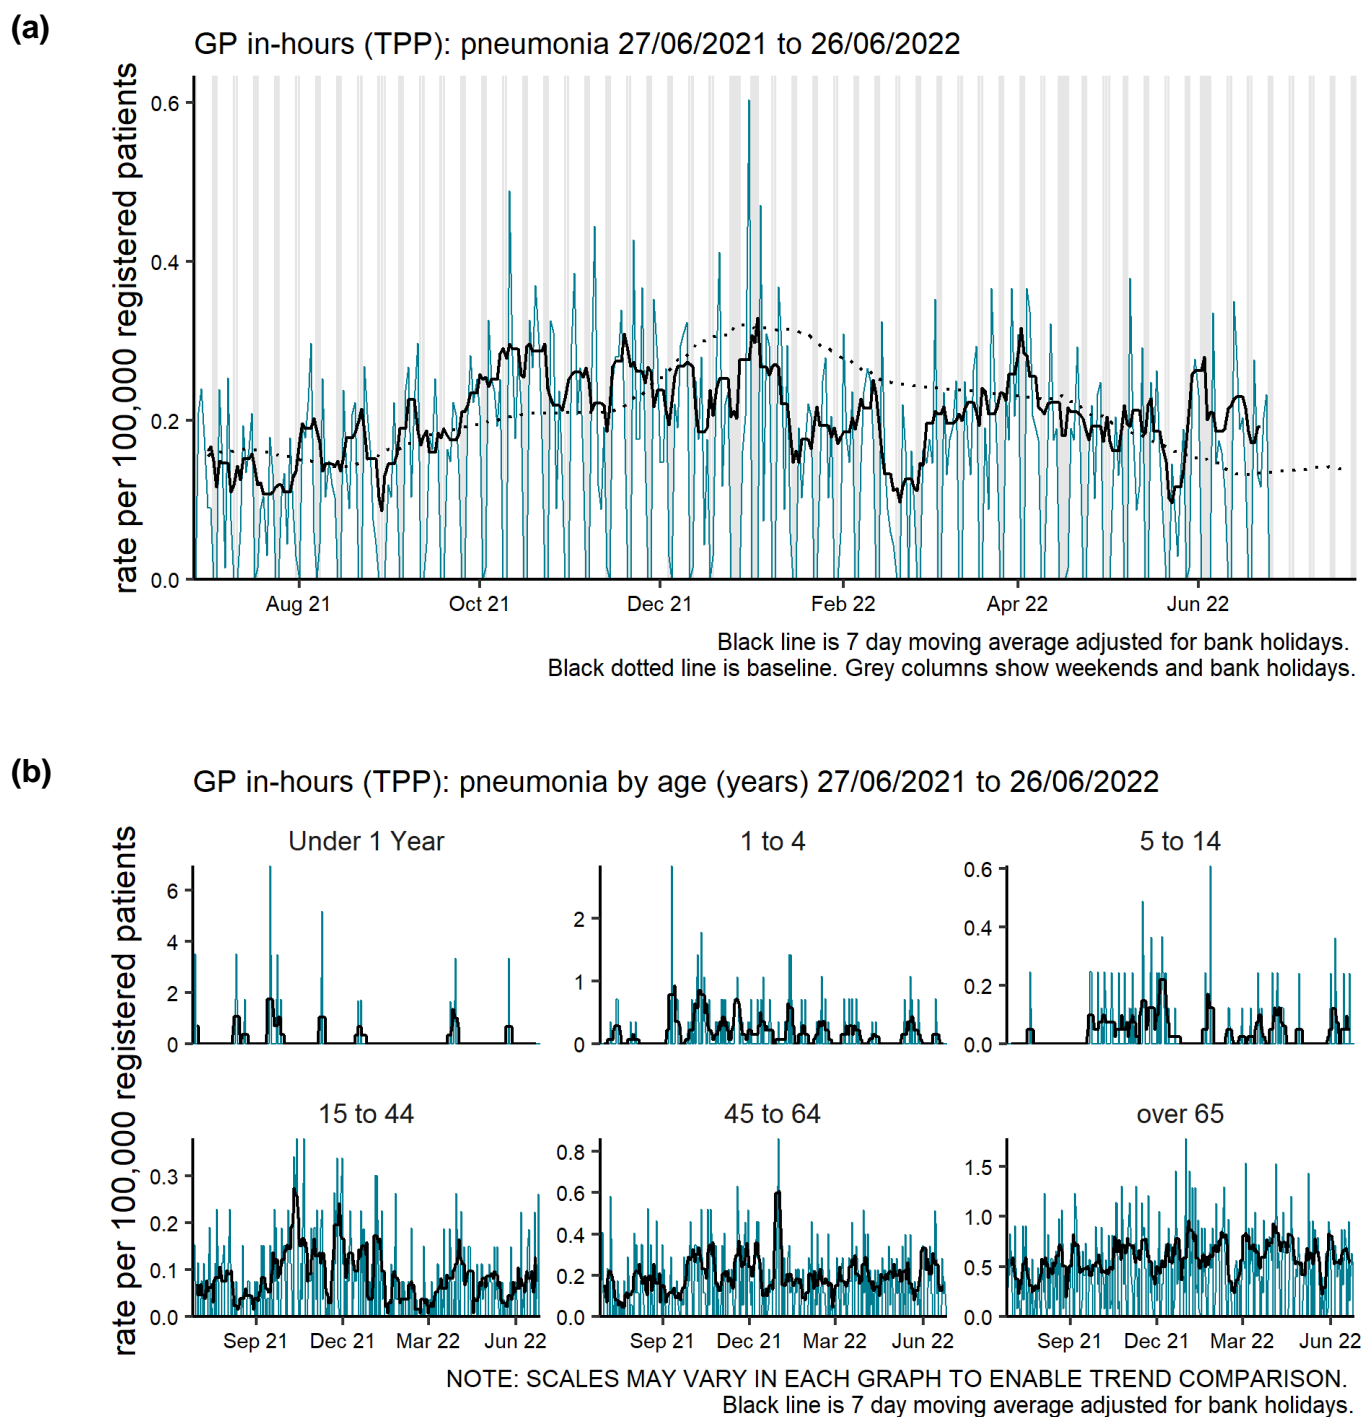 (a)
GP in-hours (TPP): pneumonia 27/06/2021 to 26/06/2022
rate per 100,000 registered patients
0.6
0.4
0.2
0.0
Aug 21 Oct 21 Dec 21 Feb 22 Apr 22 Jun 22
Black line is 7 day moving average adjusted for bank holidays.
Black dotted line is baseline. Grey columns show weekends and bank holidays.
(b)
GP in-hours (TPP): pneumonia by age (years) 27/06/2021 to 26/06/2022
rate per 100,000 registered patients
Under 1 Year
6
4
2
0
1 to 4
2
1
0
5 to 14
0.6
0.4
0.2
0.0
15 to 44
0.3
0.2
0.1
0.0
Sep 21 Dec 21 Mar 22 Jun 22
45 to 64
0.8
0.6
0.4
0.2
0.0
Sep 21 Dec 21 Mar 22 Jun 22
over 65
1.5
1.0
0.5
0.0
Sep 21 Dec 21 Mar 22 Jun 22
NOTE: SCALES MAY VARY IN EACH GRAPH TO ENABLE TREND COMPARISON.
Black line is 7 day moving average adjusted for bank holidays.